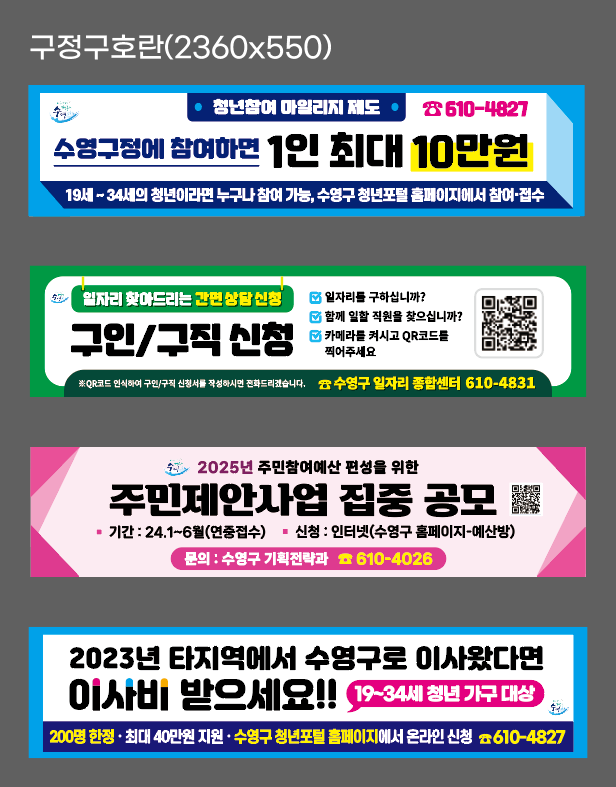 구정구호란(2360x550)
청년참여 마일리지 제도
☎610-4827
수영구정에 참여하면 1인 최대 10만원
19세 ~ 34세의 청년이라면 누구나 참여 가능, 수영구 청년포털 홈페이지에서 참여·접수
일자리 찾아드리는 간편 상담 신청
구인/구직 신청
일자리를 구하십니까?
함께 일할 직원을 찾으십니까?
카메라를 켜시고 QR코드를
찍어주세요
※QR코드 인식하여 구인/구직 신청서를 작성하시면 전화드리겠습니다.
☎수영구 일자리 종합센터 610-4831
2025년 주민참여예산 편성을 위한
주민제안사업 집중 공모
▪ 기간 : 24.1~6월(연중접수) ▪ 신청 : 인터넷(수영구 홈페이지-예산방)
문의 : 수영구 기획전략과 ☎ 610-4026
2023년 타지역에서 수영구로 이사왔다면
이사비 받으세요!! 19~34세 청년 가구 대상
200명 한정 · 최대 40만원 지원 · 수영구 청년포털 홈페이지에서 온라인 신청 ☎610-4827